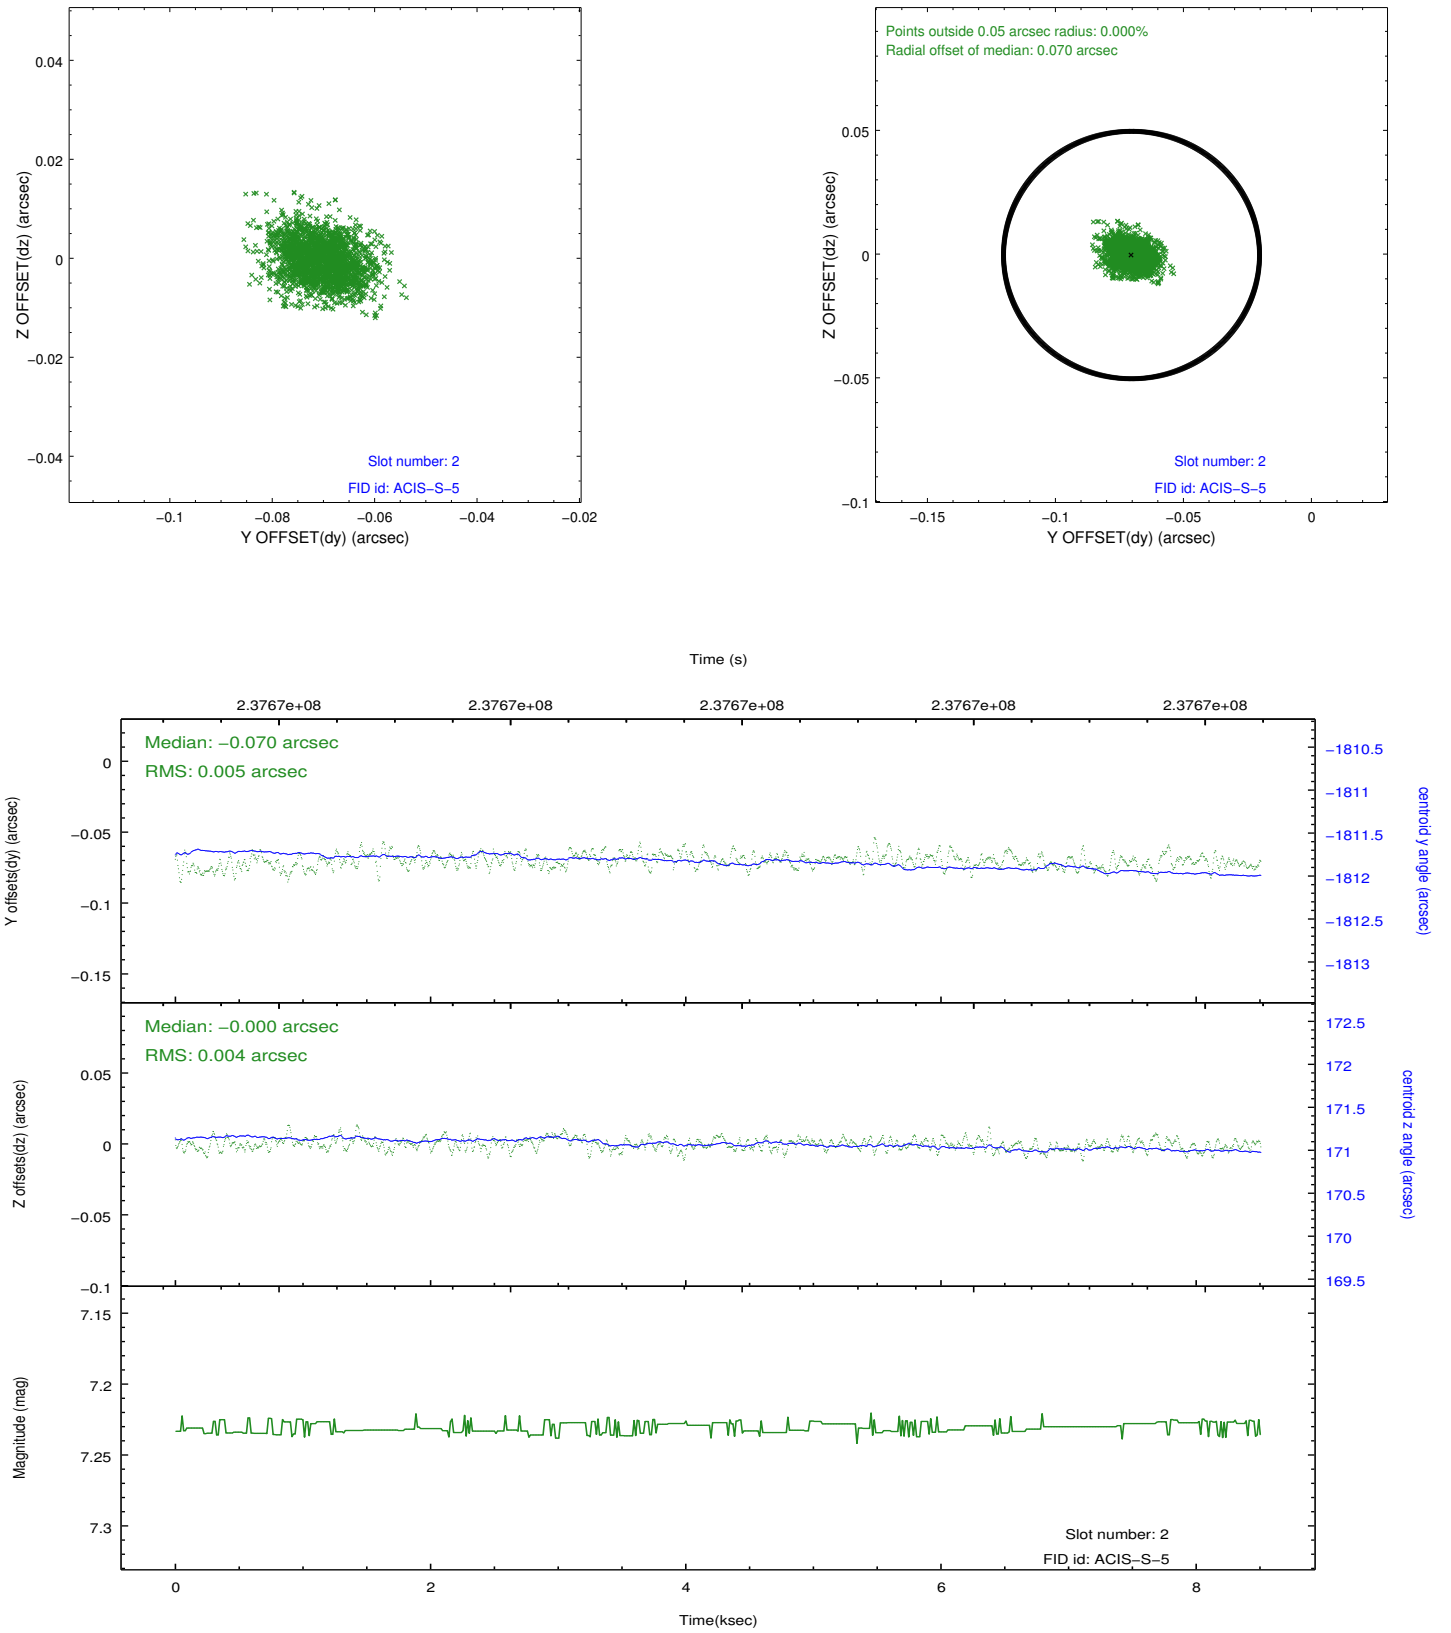 0.04
0.02
0
−0.02
−0.04
Z OFFSET(dz) (arcsec)
Slot number: 2
FID id: ACIS−S−5
−0.1
−0.08
−0.06
−0.04
−0.02
Y OFFSET(dy) (arcsec)
Points outside 0.05 arcsec radius: 0.000%
Radial offset of median: 0.070 arcsec
0.05
0
−0.05
−0.1
Z OFFSET(dz) (arcsec)
Slot number: 2
FID id: ACIS−S−5
−0.15
−0.1
−0.05
0
Y OFFSET(dy) (arcsec)
Time (s)
2.3767e+08
2.3767e+08
2.3767e+08
2.3767e+08
2.3767e+08
Median: −0.070 arcsec
RMS: 0.005 arcsec
0
−0.05
−0.1
−0.15
Y offsets(dy) (arcsec)
−1810.5
−1811
−1811.5
−1812
−1812.5
−1813
centroid y angle (arcsec)
Median: −0.000 arcsec
RMS: 0.004 arcsec
0.05
0
−0.05
−0.1
Z offsets(dz) (arcsec)
172.5
172
171.5
171
170.5
170
169.5
centroid z angle (arcsec)
7.15
7.2
7.25
7.3
Magnitude (mag)
Slot number: 2
FID id: ACIS−S−5
0
2
4
6
8
Time(ksec)